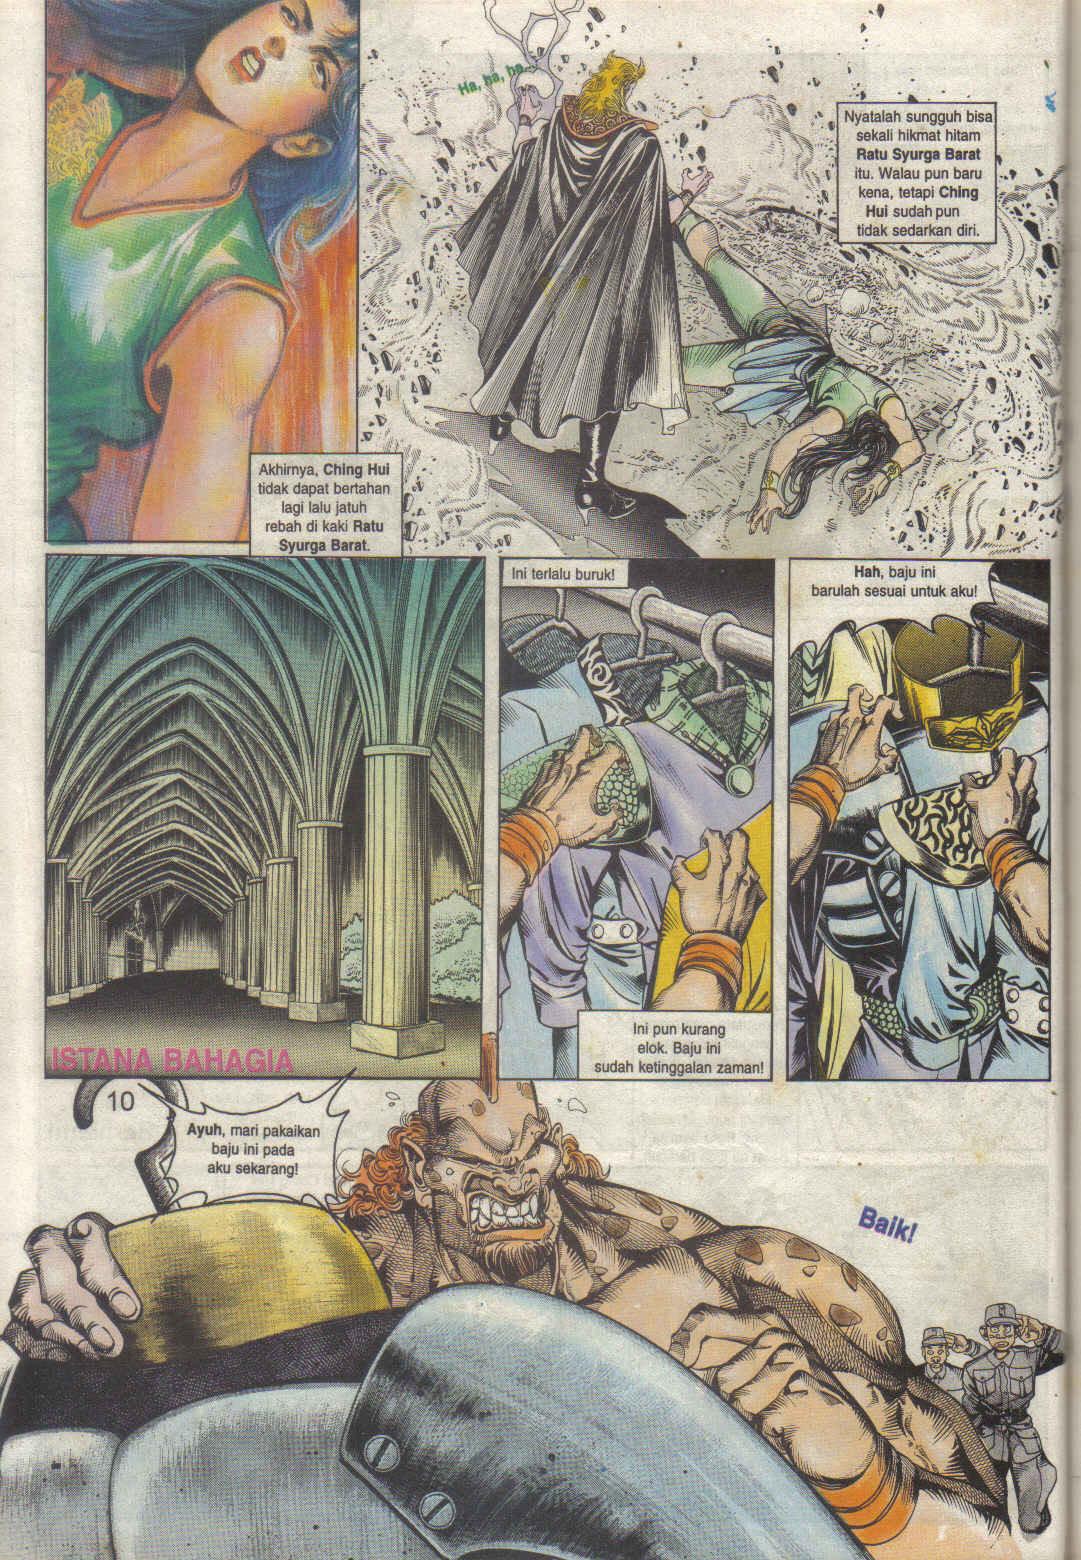 Ha, ha, ha...
Nyatalah sungguh bisa
sekali hikmat hitam
Ratu Syurga Barat
itu. Walau pun baru
kena, tetapi Ching
Hui sudah pun
tidak sedarkan diri.
Akhirnya, Ching Hui
tidak dapat bertahan
lagi lalu jatuh
rebah di kaki Ratu
Syurga Barat.
ISTANA BAHAGIA
Ini terlalu buruk!
Ini pun kurang
elok. Baju ini
sudah ketinggalan zaman!
Hah, baju ini
barulah sesuai untuk aku!
10
Ayuh, mari pakaikan
baju ini pada
aku sekarang!
Baik!